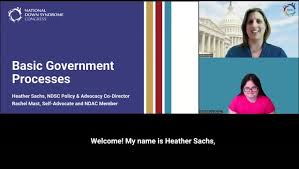 NATIONAL
DOWN SYNDROME
CONGRESS
Basic Government
Processes
Heather Sachs, NDSC Policy & Advocacy Co-Director
Rachel Mast, Self-Advocate and NDAC Member
Welcome! My name is Heather Sachs,